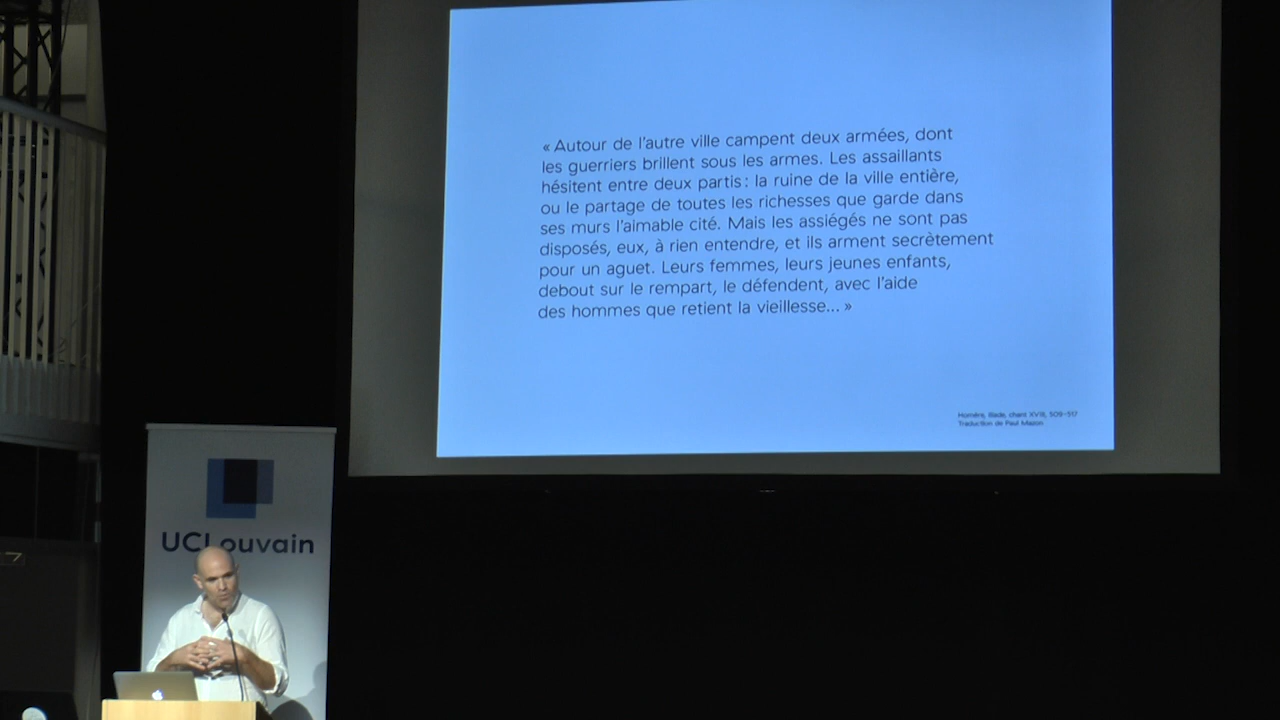 « Autour de l'autre ville campent deux armées, dont
les guerriers brillent sous les armes. Les assaillants
hésitent entre deux partis : la ruine de la ville entière,
ou le partage de toutes les richesses que garde dans
ses murs l'aimable cité. Mais les assiégés ne sont pas
disposés, eux, à rien entendre, et ils arment secrètement
pour un aguet. Leurs femmes, leurs jeunes enfants,
debout sur le rempart, le défendent, avec l'aide
des hommes que retient la vieillesse... »
Homère, Iliade, chant XVIII, 509-517
Traduction de Paul Mazon
UCLouvain